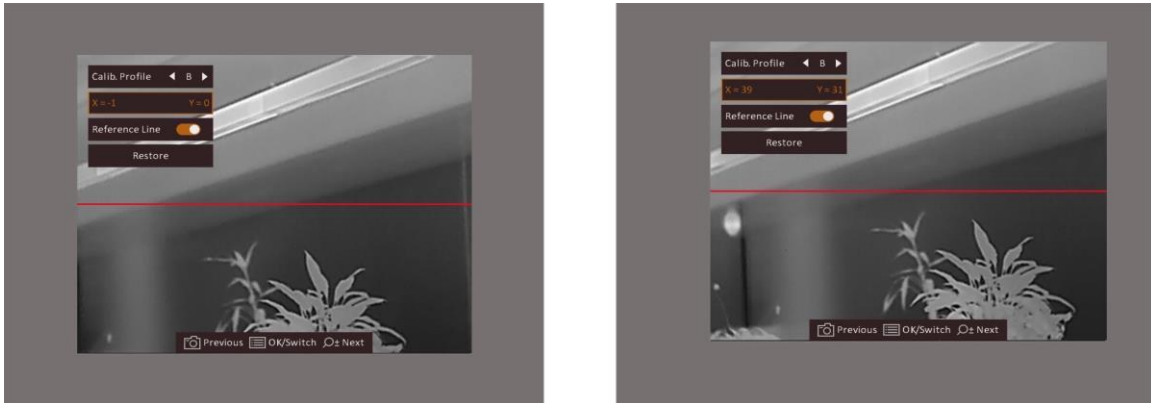 Calib. Profile B
X = -1 Y = 0
Reference Line
Restore
Previous OK/Switch ± Next
Calib. Profile B
X = 39 Y = 31
Reference Line
Restore
Previous OK/Switch ± Next